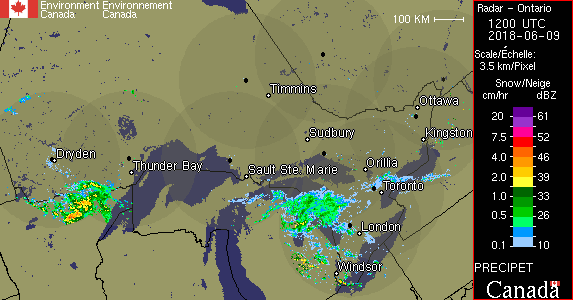 Environment Environnement
Canada Canada
100 KM
Timmins
Ottawa
Sudbury
Kingston
Dryden
Thunder Bay
Sault Ste. Marie
Orillia
Toronto
London
Windsor
Radar - Ontario
1200 UTC
2018-06-09
Scale/Échelle:
3.5 km/Pixel
Snow/Neige
cm/hr dBZ
20 61
7.5 52
4.0 46
2.0 39
1.0 33
0.5 26
0.1 10
PRECIPET
Canada